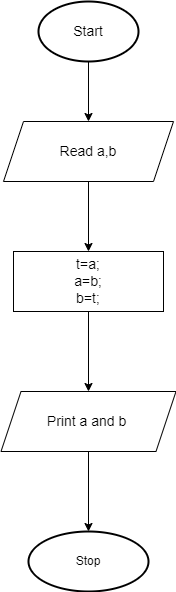 Start
Read a,b
t=a;
a=b;
b=t;
Print a and b
Stop